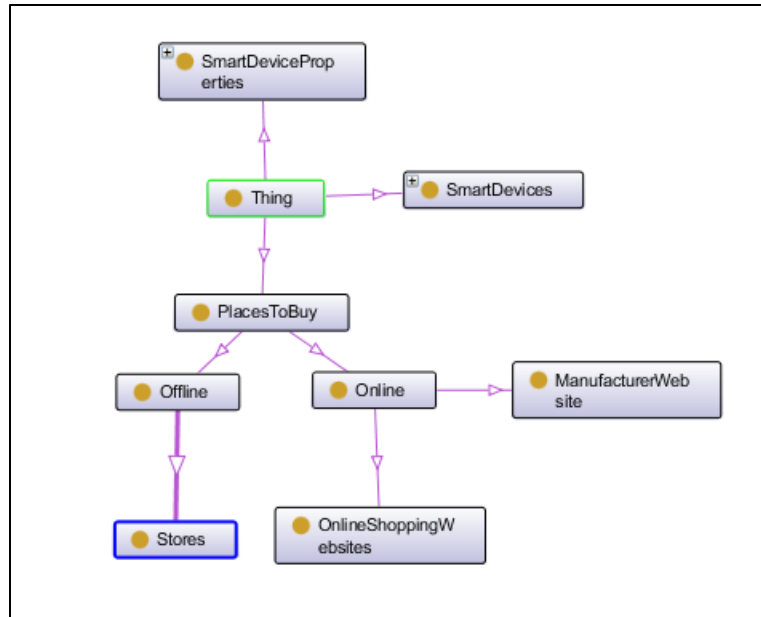 SmartDeviceProp
erties
Thing
SmartDevices
PlacesToBuy
Offline
Online
ManufacturerWeb
site
Stores
OnlineShoppingW
ebsites